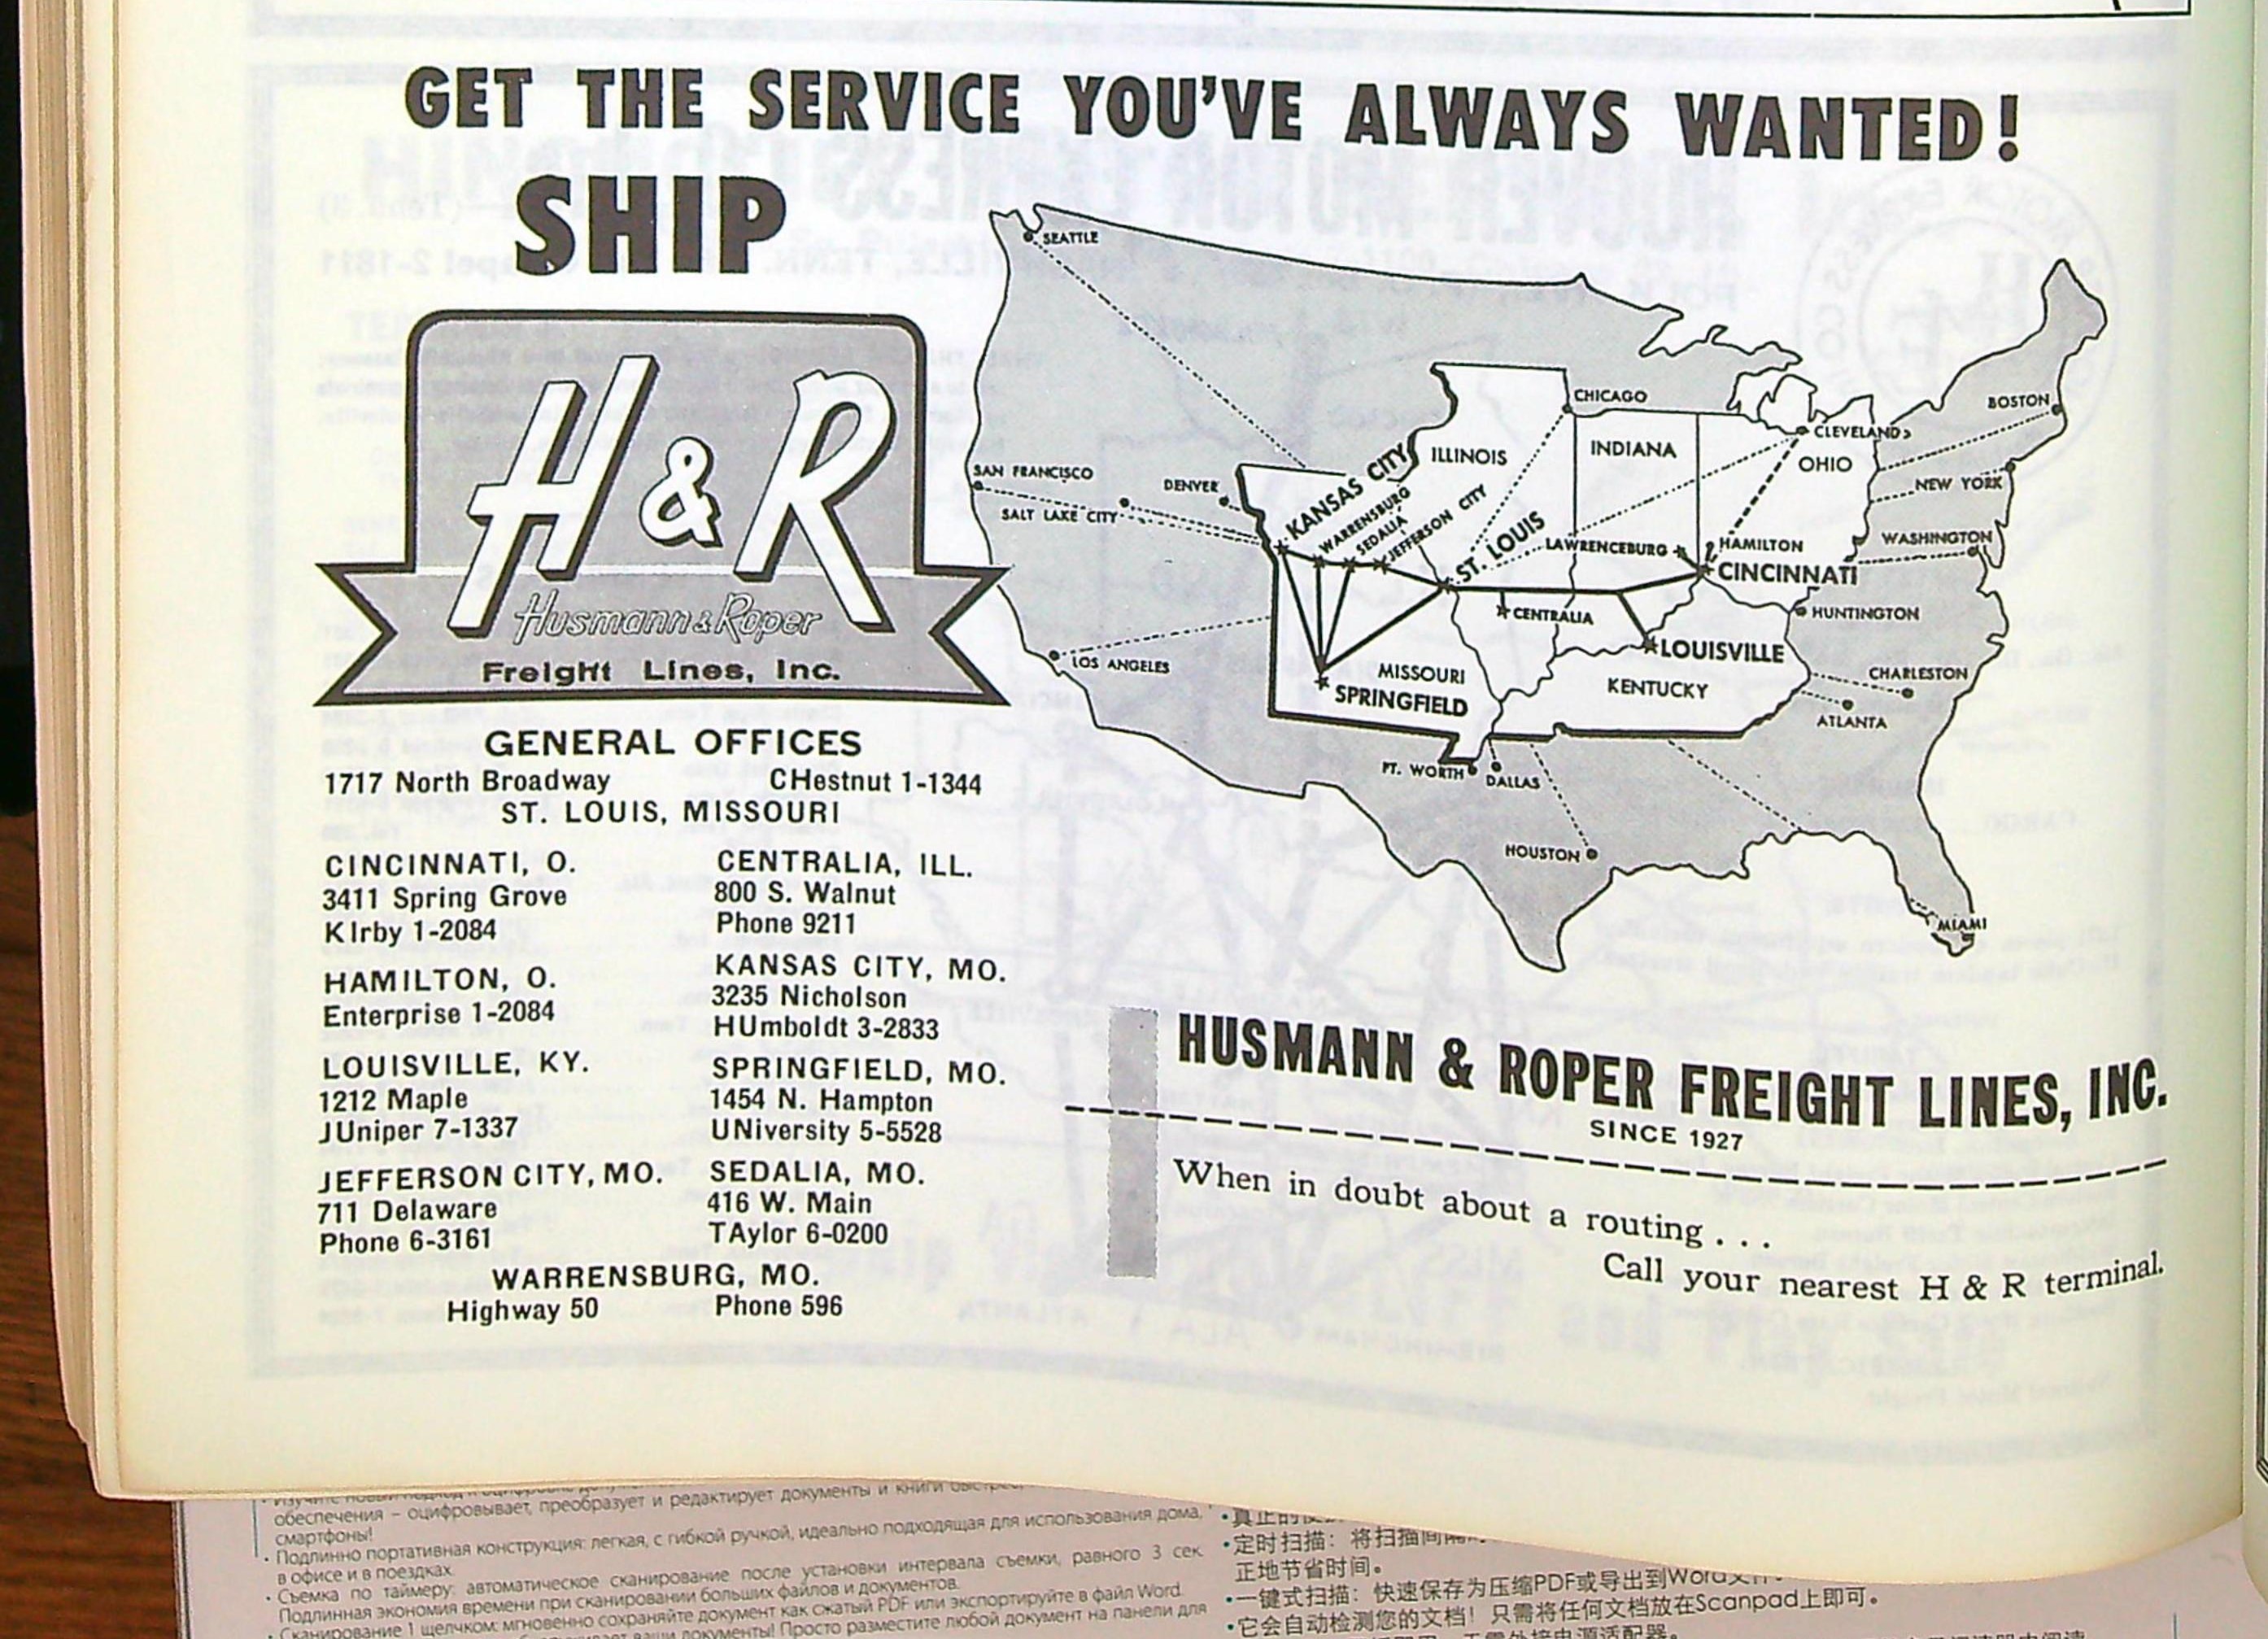 GET THE SERVICE YOU'VE ALWAYS WANTED!
SHIP
H & R
Husmann & Roper
Freight Lines, Inc.
GENERAL OFFICES
1717 North Broadway CHestnut 1-1344
ST. LOUIS, MISSOURI
CINCINNATI, O.
3411 Spring Grove
KIrby 1-2084
HAMILTON, O.
Enterprise 1-2084
LOUISVILLE, KY.
1212 Maple
JUniper 7-1337
JEFFERSON CITY, MO.
711 Delaware
Phone 6-3161
CENTRALIA, ILL.
800 S. Walnut
Phone 9211
KANSAS CITY, MO.
3235 Nicholson
HUmboldt 3-2833
SPRINGFIELD, MO.
1454 N. Hampton
UNiversity 5-5528
SEDALIA, MO.
416 W. Main
TAylor 6-0200
WARRENSBURG, MO.
Highway 50 Phone 596
SEATTLE
CHICAGO
BOSTON
CLEVELAND
ILLINOIS
INDIANA
OHIO
SAN FRANCISCO
DENVER
NEW YORK
SALT LAKE CITY
KANSAS CITY
WARRENSBURG
SEDALIA
JEFFERSON CITY
ST. LOUIS
LAWRENCEBURG
HAMILTON
WASHINGTON
CINCINNATI
CENTRALIA
HUNTINGTON
LOS ANGELES
LOUISVILLE
MISSOURI
KENTUCKY
CHARLESTON
SPRINGFIELD
ATLANTA
FT. WORTH
DALLAS
HOUSTON
MIAMI
HUSMANN & ROPER FREIGHT LINES, INC.
SINCE 1927
When in doubt about a routing . . .
Call your nearest H & R terminal.
обеспечения – оцифровывает, преобразует и редактирует документы и книги
смартфоны!
• Подлинно портативная конструкция: легкая, с гибкой ручкой, идеально подходящая для использования дома,
в офисе и в поездках.
• Съемка по таймеру: автоматическое сканирование после установки интервала съемки, равного 3 сек.
Подлинная экономия времени при сканировании больших файлов и документов.
• Сканирование 1 щелчком: мгновенно сохраняйте документ как сжатый PDF или экспортируйте в файл Word.
ваши документы! Просто разместите любой документ на панели для
•定时扫描：将扫描间隔
正地节省时间。
•一键式扫描：快速保存为压缩PDF或导出到Word文件。
•它会自动检测您的文档！只需将任何文档放在Scanpad上即可。